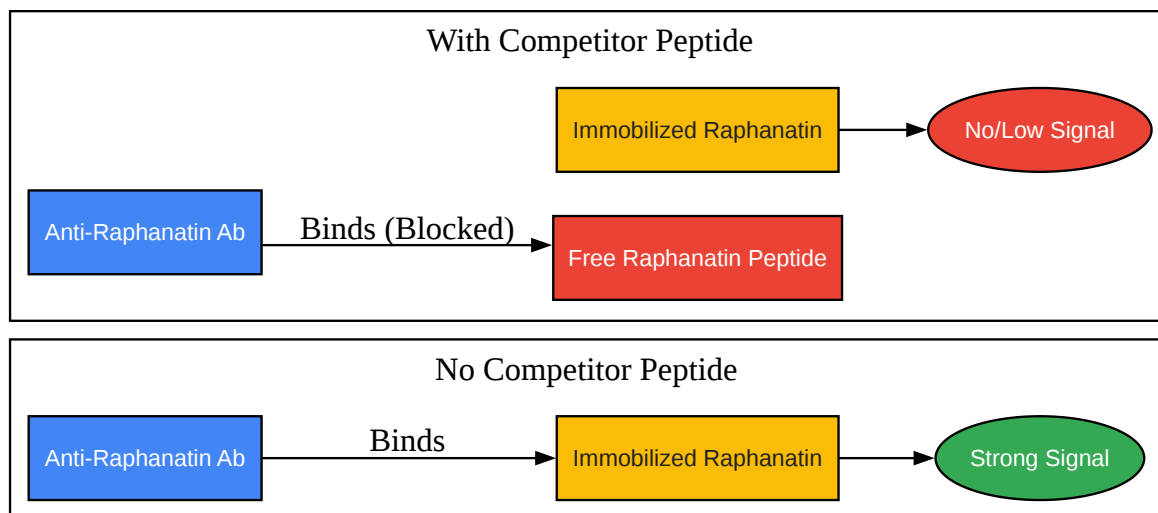 With Competitor Peptide
Immobilized Raphanatin
No/Low Signal
Anti-Raphanatin Ab
Binds (Blocked)
Free Raphanatin Peptide
No Competitor Peptide
Anti-Raphanatin Ab
Binds
Immobilized Raphanatin
Strong Signal